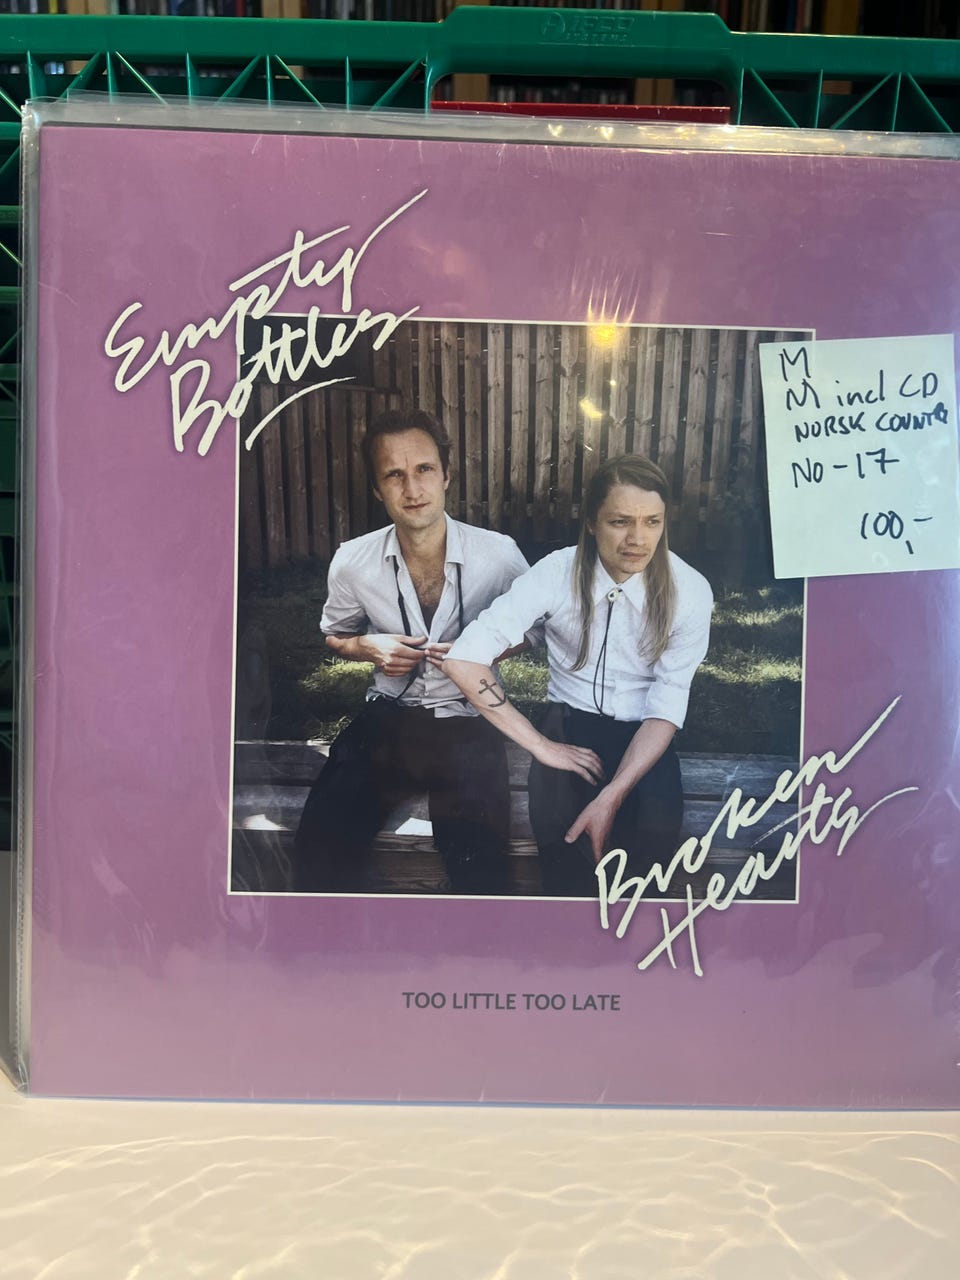 Empty
Bottles
M
M incl CD
NORSK COUNTRY
NO-17
100,-
Broken
Hearts
TOO LITTLE TOO LATE